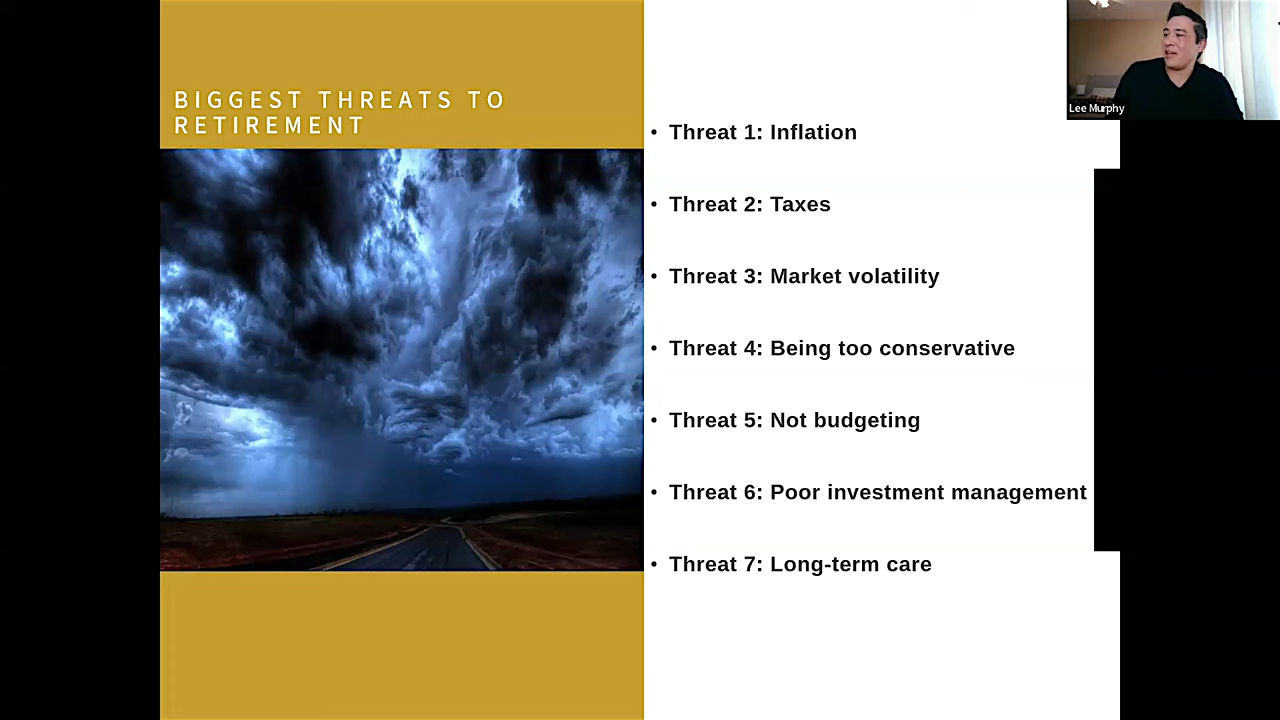 BIGGEST THREATS TO
RETIREMENT
• Threat 1: Inflation
• Threat 2: Taxes
• Threat 3: Market volatility
• Threat 4: Being too conservative
• Threat 5: Not budgeting
• Threat 6: Poor investment management
• Threat 7: Long-term care
Lee Murphy